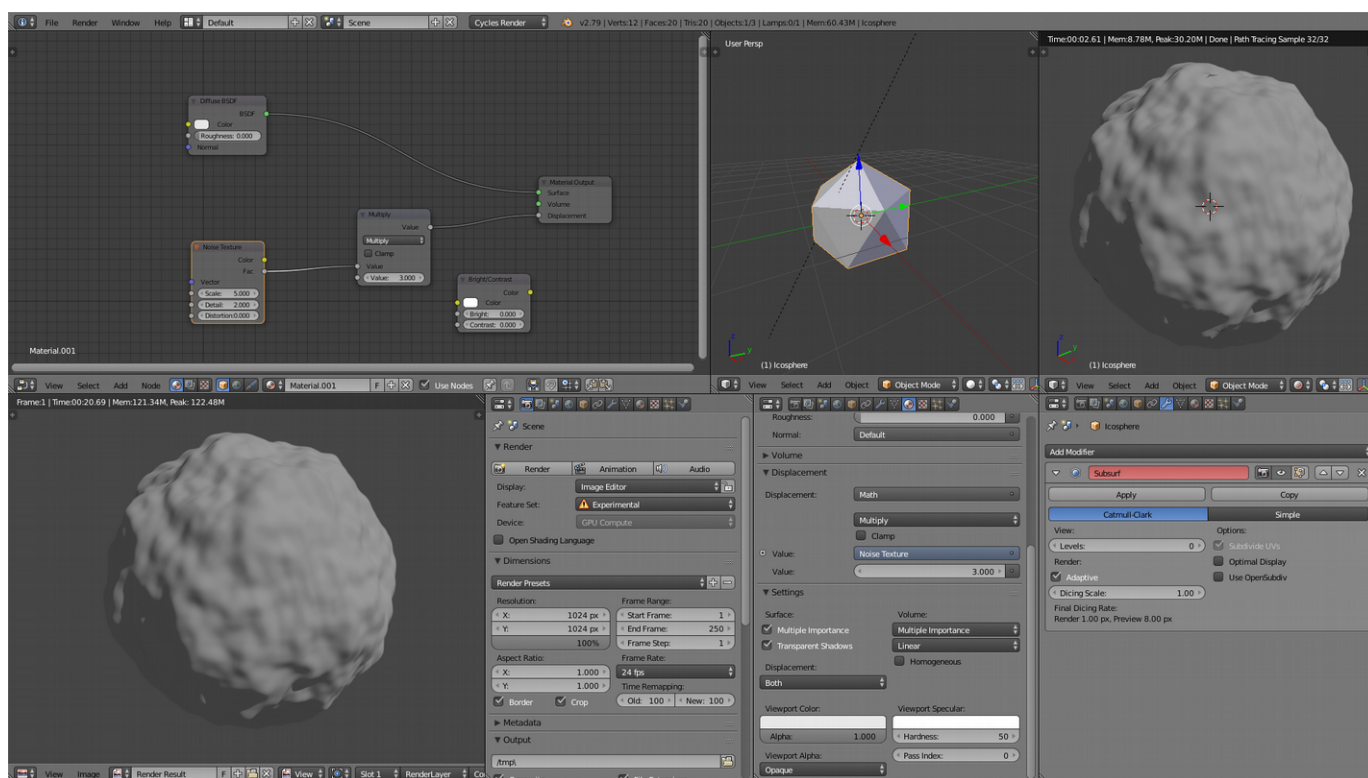 File Render Window Help Default Scene Cycles Render v2.79 | Verts:12 | Faces:20 | Tris:20 | Objects:1/3 | Lamps:0/1 | Mem:60.43M | Icosphere
Diffuse BSDF
BSDF
Color
Roughness: 0.000
Normal
Noise Texture
Color
Fac
Vector
Scale: 5.000
Detail: 2.000
Distortion:0.000
Multiply
Value
Multiply
Clamp
Value
Value: 3.000
Bright/Contrast
Color
Color
Bright: 0.000
Contrast: 0.000
Material Output
Surface
Volume
Displacement
Material.001
View Select Add Node Material.001 F Use Nodes
User Persp
(1) Icosphere
View Select Add Object Object Mode
Time:00:02.61 | Mem:8.78M, Peak:30.20M | Done | Path Tracing Sample 32/32
(1) Icosphere
View Select Add Object Object Mode
Frame:1 | Time:00:20.69 | Mem:121.34M, Peak: 122.48M
View Image Render Result F View Slot 1 RenderLayer
Scene
Render
Render Animation Audio
Display: Image Editor
Feature Set: Experimental
Device: GPU Compute
Open Shading Language
Dimensions
Render Presets
Resolution: Frame Range:
X: 1024 px Start Frame: 1
Y: 1024 px End Frame: 250
100% Frame Step: 1
Aspect Ratio: Frame Rate:
X: 1.000 24 fps
Y: 1.000 Time Remapping:
Border Crop Old: 100 New: 100
Metadata
Output
/tmp\
Roughness: 0.000
Normal: Default
Volume
Displacement
Displacement: Math
Multiply
Clamp
Value: Noise Texture
Value: 3.000
Settings
Surface: Volume:
Multiple Importance Multiple Importance
Transparent Shadows Linear
Homogeneous
Displacement:
Both
Viewport Color: Viewport Specular:
Alpha: 1.000 Hardness: 50
Viewport Alpha: Pass Index: 0
Opaque
Icosphere
Add Modifier
Subsurf
Apply Copy
Catmull-Clark Simple
View: Options:
Levels: 0 Subdivide UVs
Render: Optimal Display
Adaptive Use OpenSubdiv
Dicing Scale: 1.00
Final Dicing Rate:
Render 1.00 px, Preview 8.00 px